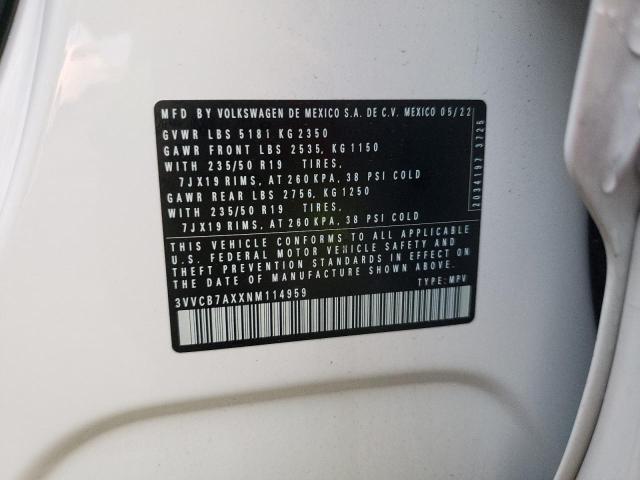 MFD BY VOLKSWAGEN DE MEXICO S.A. DE C.V. MEXICO 05/22
GVWR LBS 5181 KG 2350
GAWR FRONT LBS 2535, KG 1150
WITH 235/50 R19 TIRES,
7JX19 RIMS, AT 260 KPA, 38 PSI COLD
GAWR REAR LBS 2756, KG 1250
WITH 235/50 R19 TIRES,
7JX19 RIMS, AT 260 KPA, 38 PSI COLD
THIS VEHICLE CONFORMS TO ALL APPLICABLE
U.S. FEDERAL MOTOR VEHICLE SAFETY AND
THEFT PREVENTION STANDARDS IN EFFECT ON
THE DATE OF MANUFACTURE SHOWN ABOVE.
3VVCB7AXXNM114959 TYPE: MPV
2034197 3725